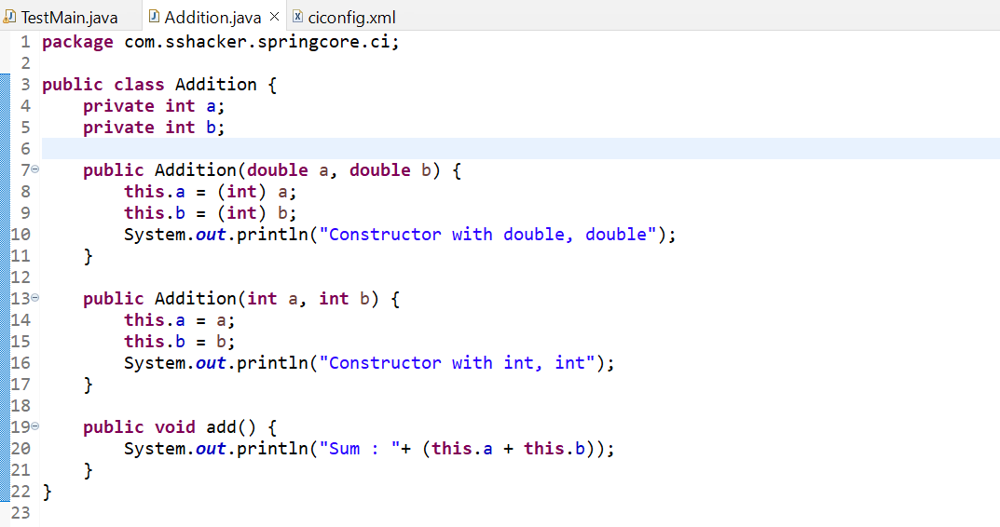 TestMain.java Addition.java ciconfig.xml
1 package com.sshacker.springcore.ci;
2
3 public class Addition {
4     private int a;
5     private int b;
6
7     public Addition(double a, double b) {
8         this.a = (int) a;
9         this.b = (int) b;
10         System.out.println("Constructor with double, double");
11     }
12
13     public Addition(int a, int b) {
14         this.a = a;
15         this.b = b;
16         System.out.println("Constructor with int, int");
17     }
18
19     public void add() {
20         System.out.println("Sum : "+ (this.a + this.b));
21     }
22 }
23